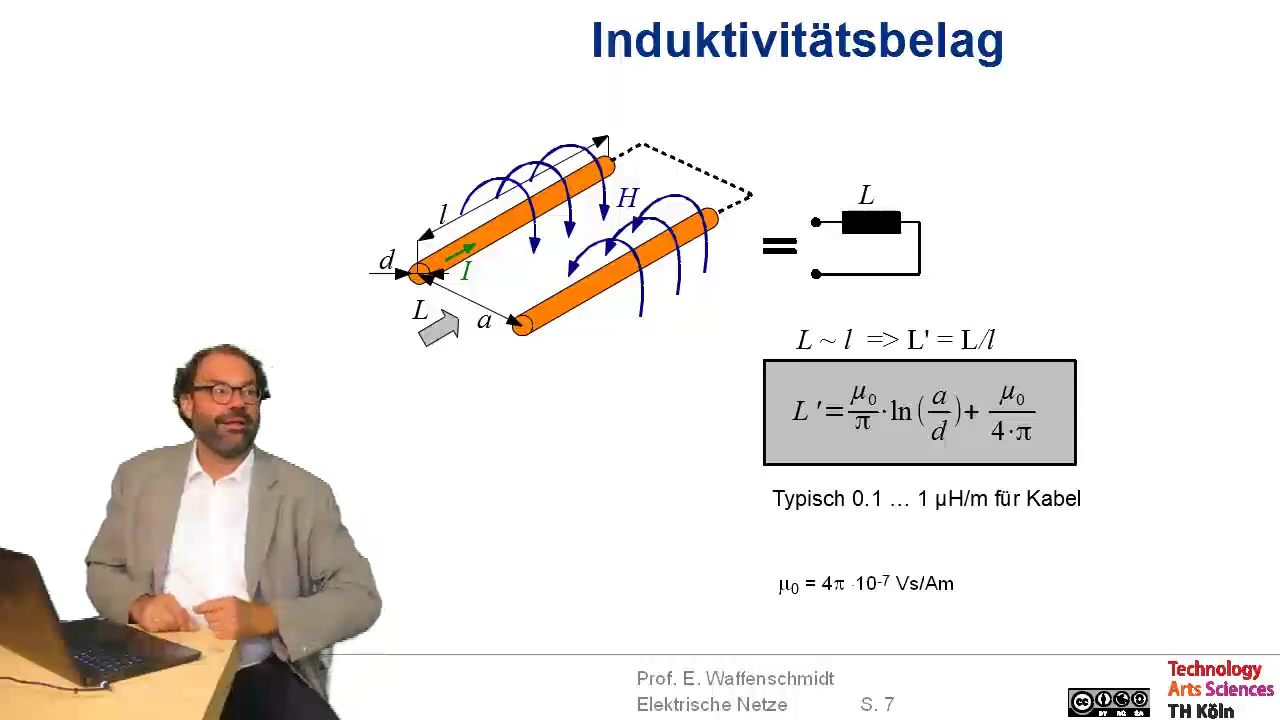 Induktivitätsbelag
l
H
d
I
L
a
=
L
L ~ l => L' = L/l
L ' = μ₀/π · ln (a/d) + μ₀/(4·π)
Typisch 0.1 … 1 μH/m für Kabel
μ₀ = 4π ·10⁻⁷ Vs/Am
Prof. E. Waffenschmidt
Elektrische Netze S. 7
Technology
Arts Sciences
TH Köln
cc